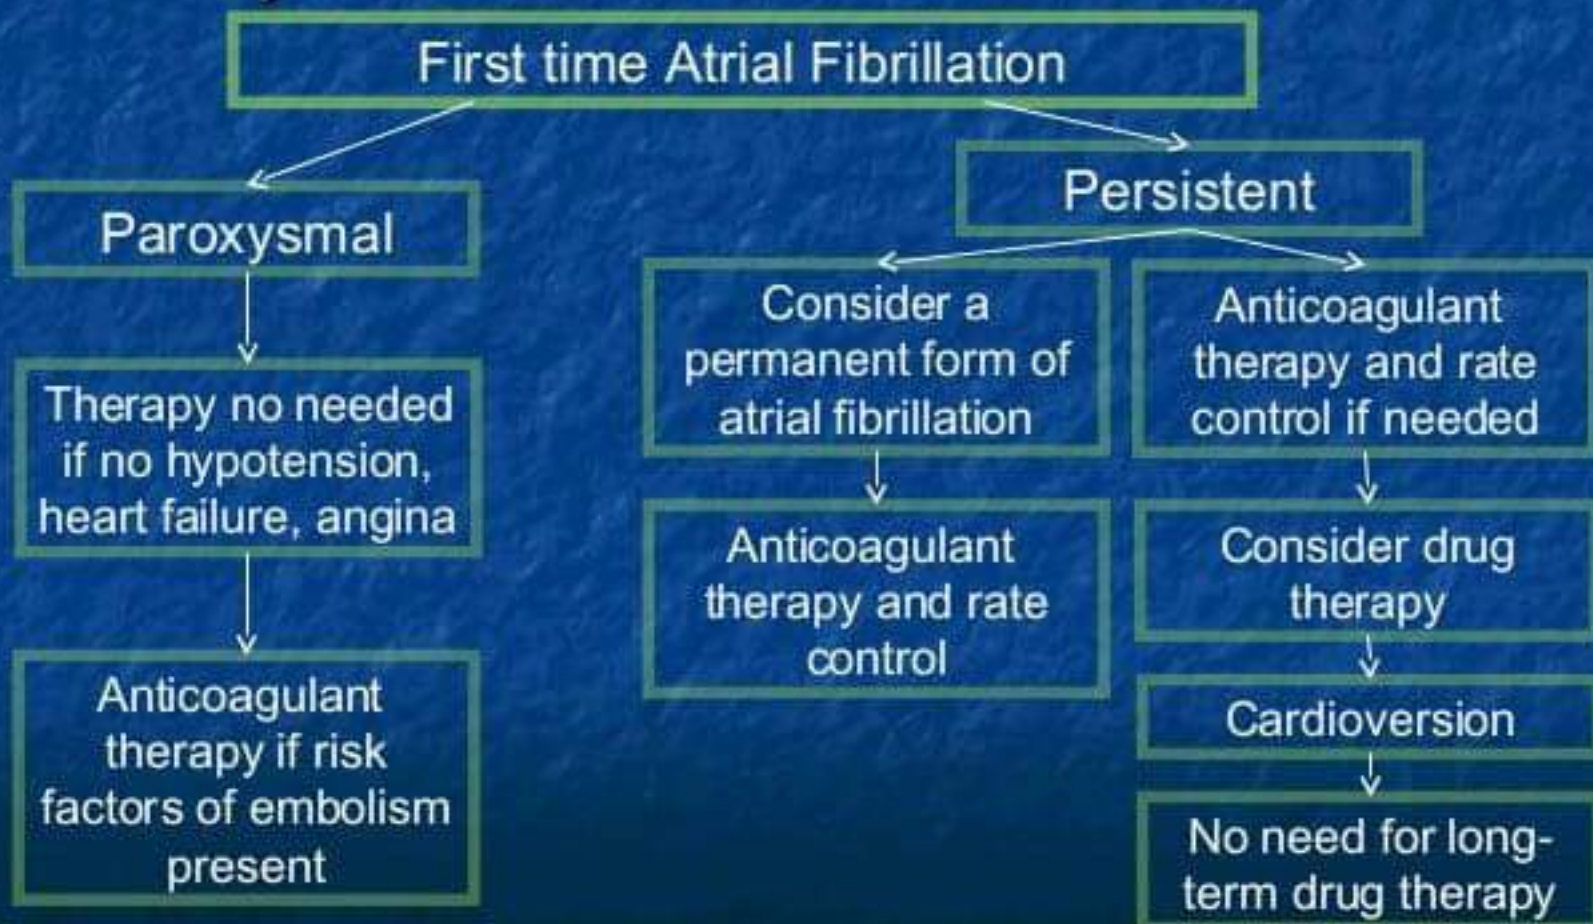 First time Atrial Fibrillation
Paroxysmal
Therapy no needed
if no hypotension,
heart failure, angina
Anticoagulant
therapy if risk
factors of embolism
present
Persistent
Consider a
permanent form of
atrial fibrillation
Anticoagulant
therapy and rate
control
Anticoagulant
therapy and rate
control if needed
Consider drug
therapy
Cardioversion
No need for long-
term drug therapy